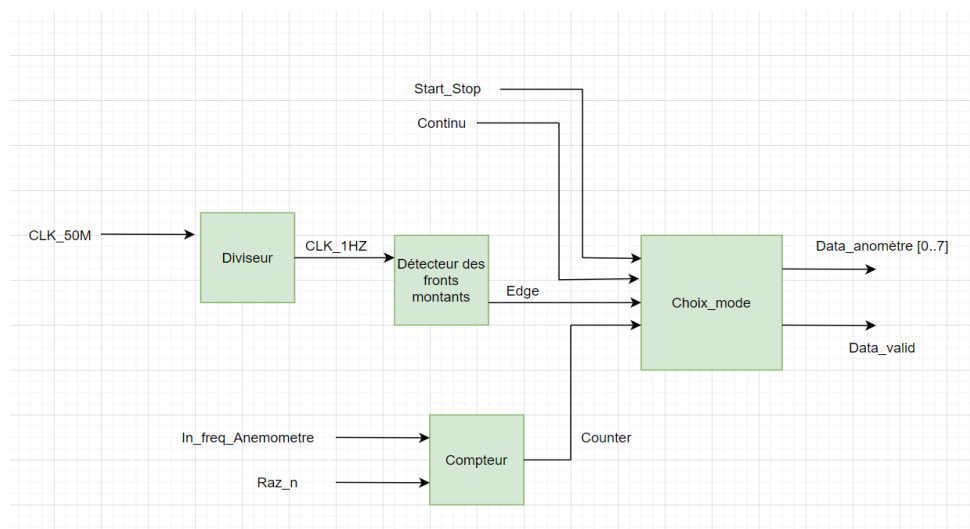 Start_Stop
Continu
CLK_50M
Diviseur
CLK_1HZ
Détecteur des
fronts
montants
Edge
Choix_mode
Data_anomètre [0..7]
Data_valid
In_freq_Anemometre
Raz_n
Compteur
Counter